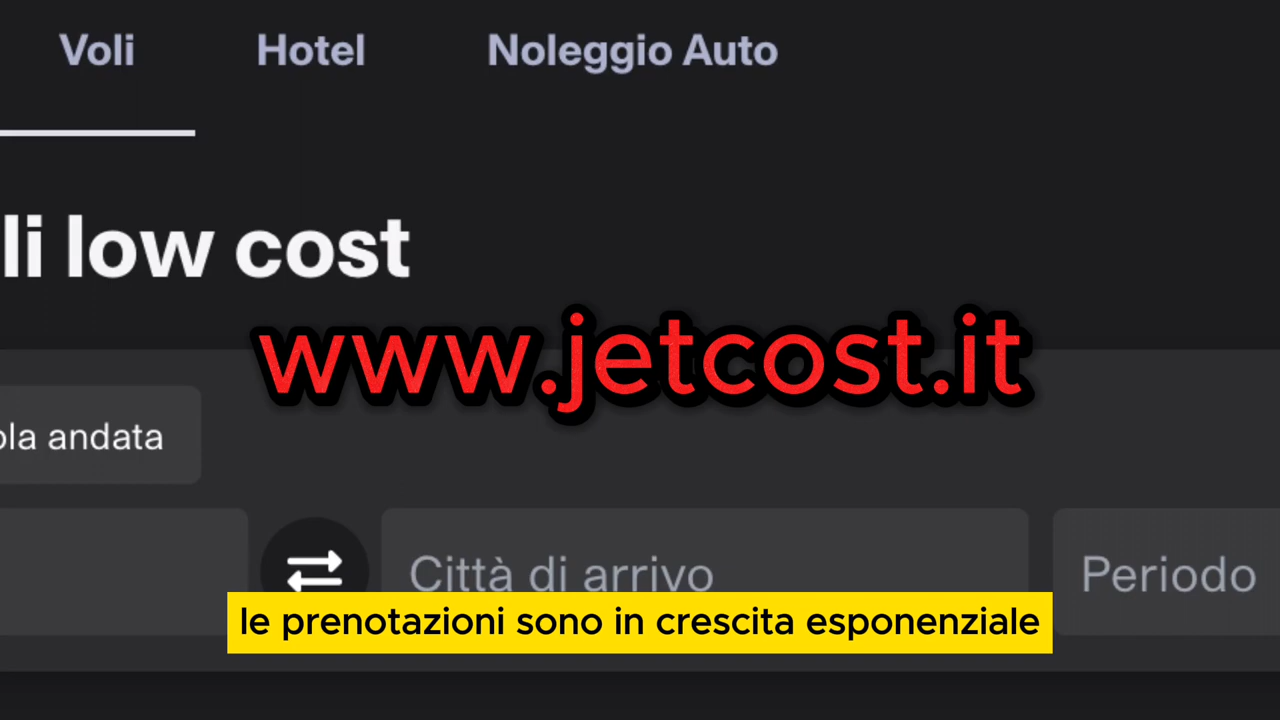 Voli Hotel Noleggio Auto
li low cost
www.jetcost.it
ola andata
Città di arrivo Periodo
le prenotazioni sono in crescita esponenziale